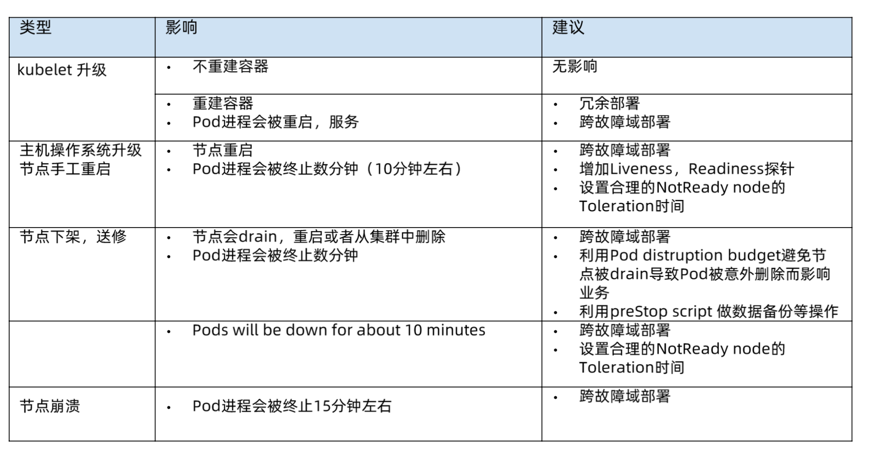 类型 影响 建议
kubelet 升级 • 不重建容器 无影响
• 重建容器 • 冗余部署
• Pod进程会被重启，服务 • 跨故障域部署
主机操作系统升级 • 节点重启 • 跨故障域部署
节点手工重启 • Pod进程会被终止数分钟（10分钟左右） • 增加Liveness，Readiness探针
• 设置合理的NotReady node的
Toleration时间
节点下架，送修 • 节点会drain，重启或者从集群中删除 • 跨故障域部署
• Pod进程会被终止数分钟 • 利用Pod distruption budget避免节
点被drain导致Pod被意外删除而影响
业务
• 利用preStop script 做数据备份等操作
• Pods will be down for about 10 minutes • 跨故障域部署
• 设置合理的NotReady node的
Toleration时间
节点崩溃 • Pod进程会被终止15分钟左右 • 跨故障域部署